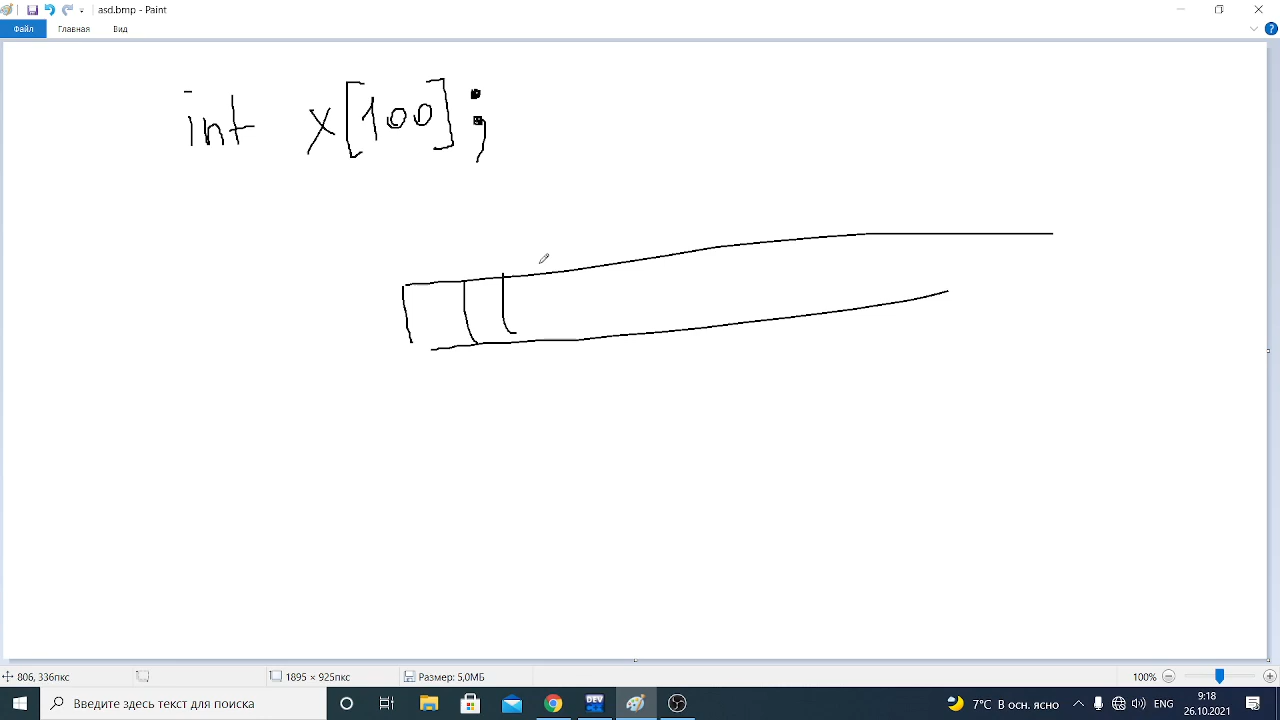 asd.bmp - Paint
Файл Главная Вид
int x[100];
806, 336пкс
1895 × 925пкс
Размер: 5,0МБ
100%
Введите здесь текст для поиска
DEV
7°C В осн. ясно
ENG
9:18
26.10.2021